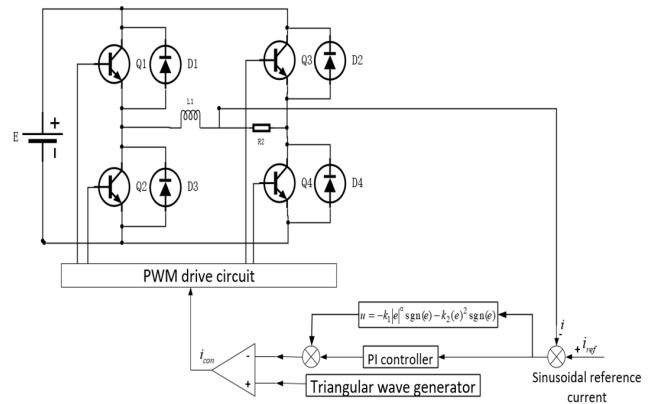 Q1 D1 Q3 D2
L1
E + R2
Q2 D3 Q4 D4
PWM drive circuit
u = -k₁|e|^α sgn(e) - k₂(e)² sgn(e)
i
-
i_con - PI controller + i_ref
+ Triangular wave generator
Sinusoidal reference
current